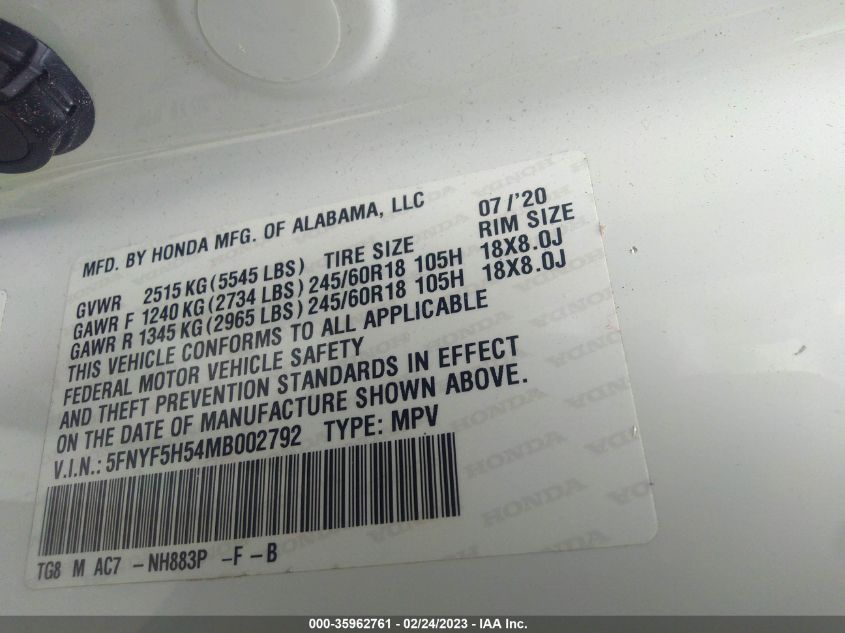 MFD. BY HONDA MFG. OF ALABAMA, LLC 07/'20
GVWR 2515 KG (5545 LBS) TIRE SIZE RIM SIZE
GAWR F 1240 KG (2734 LBS) 245/60R18 105H 18X8.0J
GAWR R 1345 KG (2965 LBS) 245/60R18 105H 18X8.0J
THIS VEHICLE CONFORMS TO ALL APPLICABLE
FEDERAL MOTOR VEHICLE SAFETY
AND THEFT PREVENTION STANDARDS IN EFFECT
ON THE DATE OF MANUFACTURE SHOWN ABOVE.
V.I.N.: 5FNYF5H54MB002792 TYPE: MPV
TG8 M AC7 - NH883P - F - B
HONDA HONDA HONDA
000-35962761 - 02/24/2023 - IAA Inc.